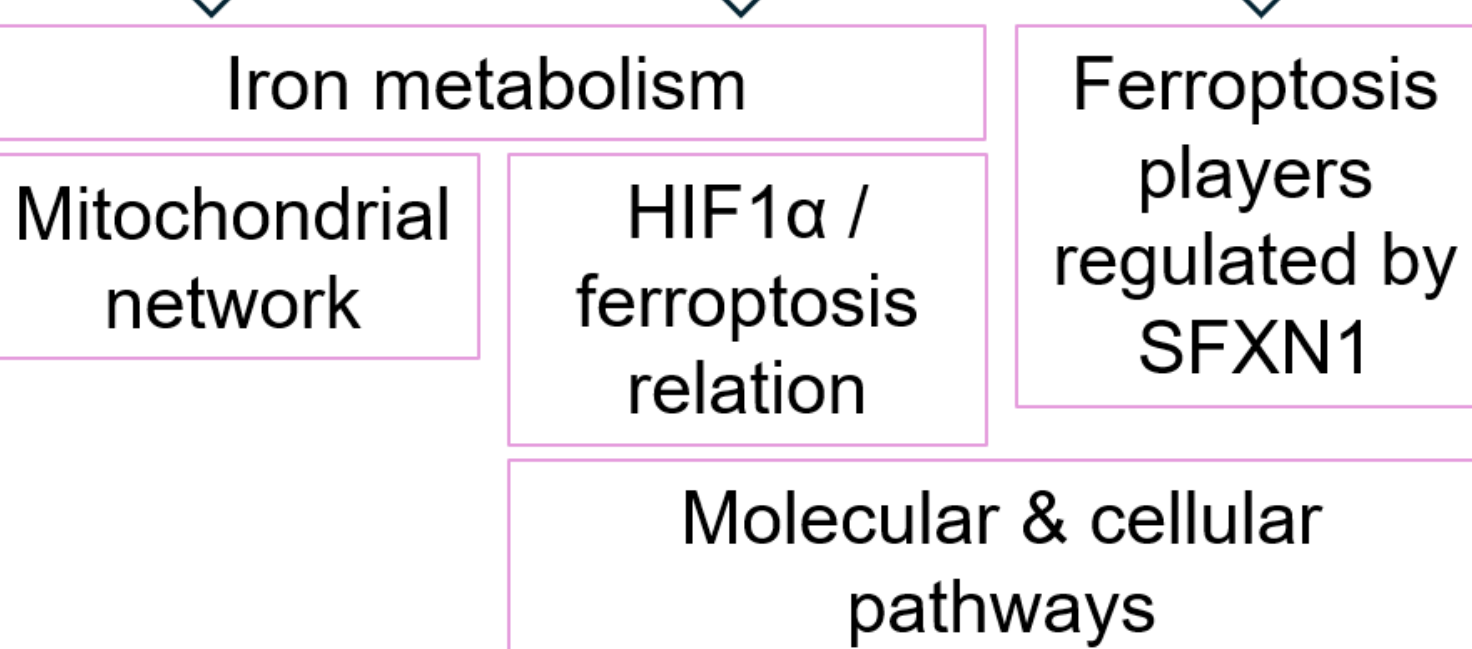 Iron metabolism
Mitochondrial
network
HIF1α /
ferroptosis
relation
Ferroptosis
players
regulated by
SFXN1
Molecular & cellular
pathways